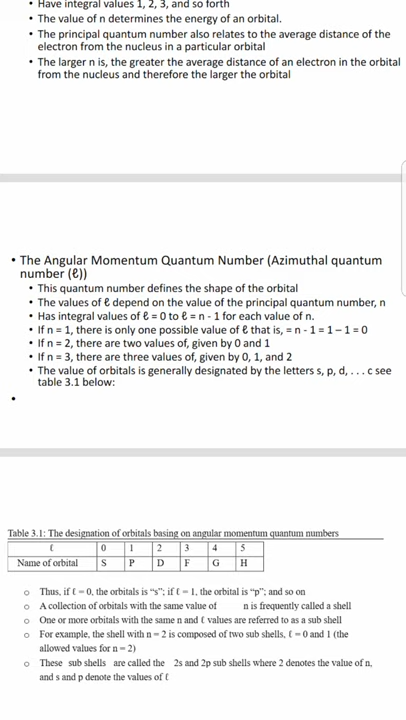 • Have integral values 1, 2, 3, and so forth
• The value of n determines the energy of an orbital.
• The principal quantum number also relates to the average distance of the
electron from the nucleus in a particular orbital
• The larger n is, the greater the average distance of an electron in the orbital
from the nucleus and therefore the larger the orbital
• The Angular Momentum Quantum Number (Azimuthal quantum
number (ℓ))
• This quantum number defines the shape of the orbital
• The values of ℓ depend on the value of the principal quantum number, n
• Has integral values of ℓ = 0 to ℓ = n - 1 for each value of n.
• If n = 1, there is only one possible value of ℓ that is, = n - 1 = 1 – 1 = 0
• If n = 2, there are two values of, given by 0 and 1
• If n = 3, there are three values of, given by 0, 1, and 2
• The value of orbitals is generally designated by the letters s, p, d, . . . c see
table 3.1 below:
•
Table 3.1: The designation of orbitals basing on angular momentum quantum numbers
ℓ 0 1 2 3 4 5
Name of orbital S P D F G H
o Thus, if ℓ = 0, the orbitals is “s”; if ℓ = 1, the orbital is “p”; and so on
o A collection of orbitals with the same value of n is frequently called a shell
o One or more orbitals with the same n and ℓ values are referred to as a sub shell
o For example, the shell with n = 2 is composed of two sub shells, ℓ = 0 and 1 (the
allowed values for n = 2)
o These sub shells are called the 2s and 2p sub shells where 2 denotes the value of n,
and s and p denote the values of ℓ